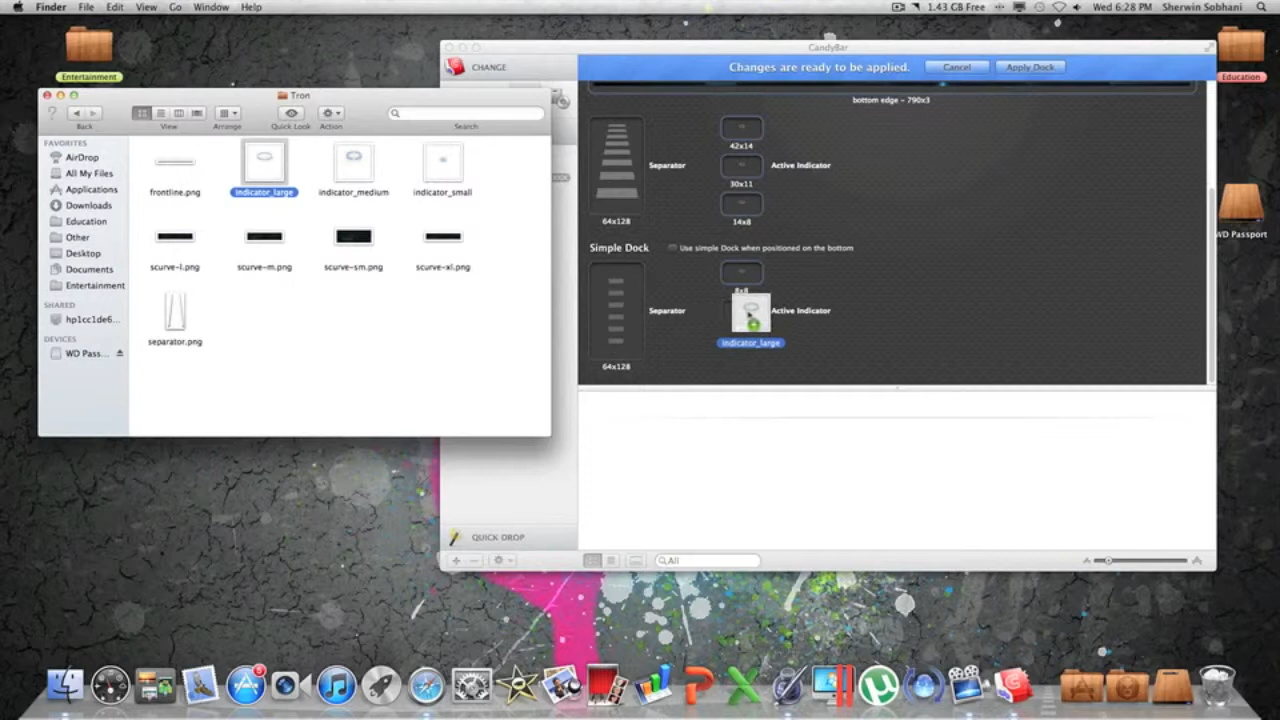 Finder File Edit View Go Window Help
1.43 GB Free Wed 6:28 PM Sherwin Sobhani
Entertainment
Education
WD Passport
CandyBar
CHANGE
Changes are ready to be applied. Cancel Apply Dock
bottom edge - 790x3
42x14
Separator Active Indicator
30x11
14x8
64x128
Simple Dock Use simple Dock when positioned on the bottom
8x8
Separator Active Indicator
indicator_large
64x128
QUICK DROP
All
Tron
Back View Arrange Quick Look Action Search
FAVORITES
AirDrop
All My Files
Applications
Downloads
Education
Other
Desktop
Documents
Entertainment
SHARED
hp1cc1de6...
DEVICES
WD Pass...
frontline.png indicator_large indicator_medium indicator_small
scurve-l.png scurve-m.png scurve-sm.png scurve-xl.png
separator.png